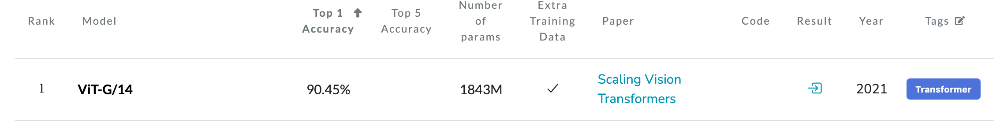 Rank Model Top 1 Accuracy Top 5 Accuracy Number of params Extra Training Data Paper Code Result Year Tags
1 ViT-G/14 90.45% 1843M ✓ Scaling Vision Transformers 2021 Transformer